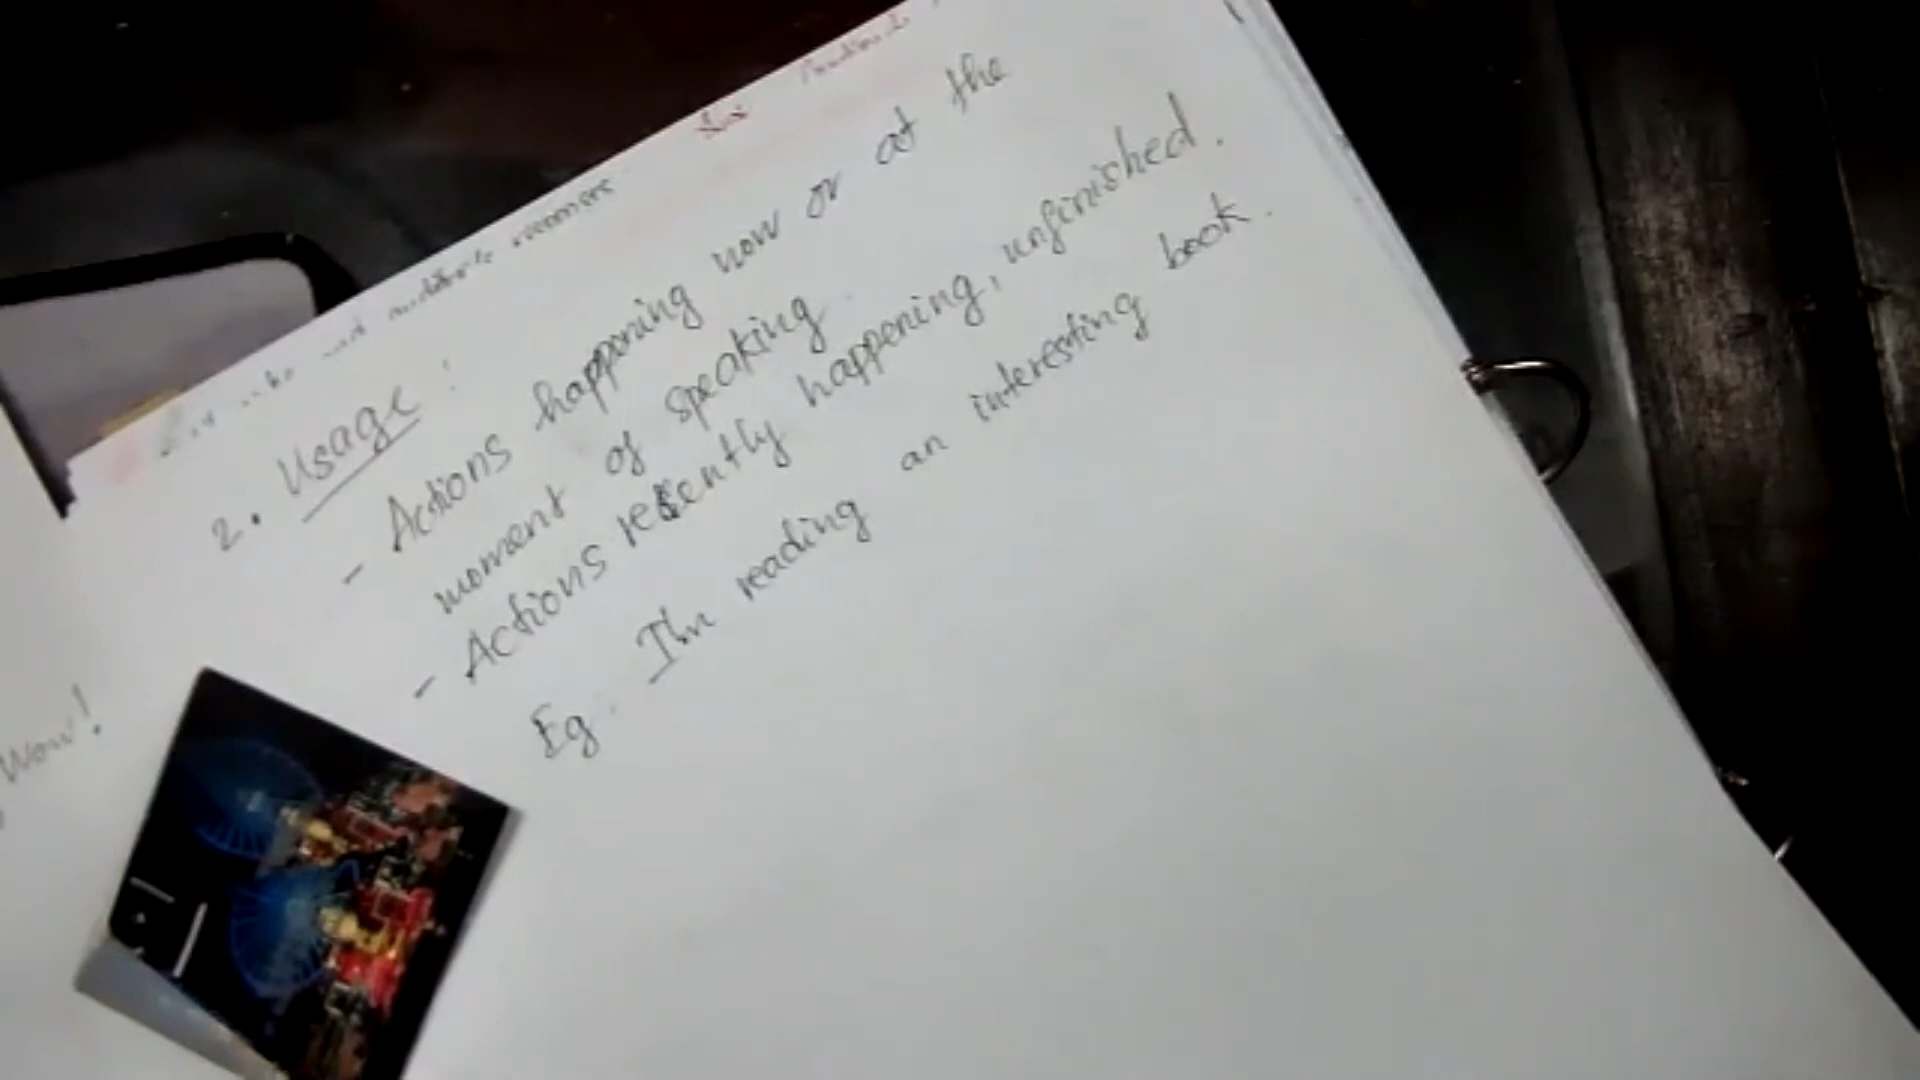 2. Usage :
- Actions happening now or at the
moment of speaking.
- Actions recently happening, unfinished.
Eg. I'm reading an interesting book.
Wow!